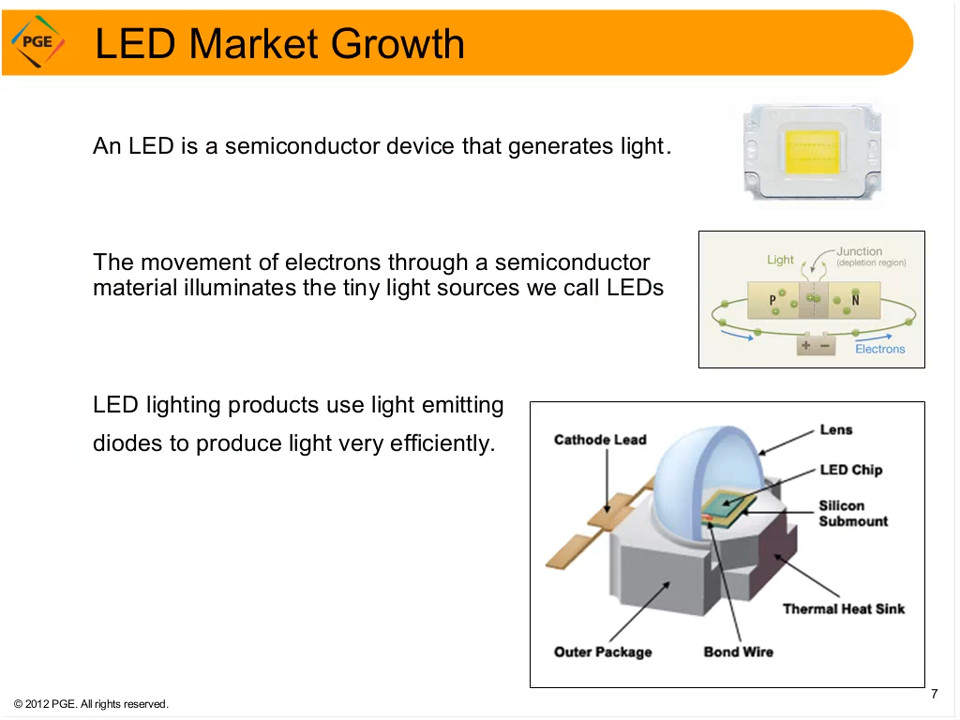 PGE
LED Market Growth
An LED is a semiconductor device that generates light.
The movement of electrons through a semiconductor
material illuminates the tiny light sources we call LEDs
Light
Junction
(depletion region)
P
N
+ −
Electrons
LED lighting products use light emitting
diodes to produce light very efficiently.
Cathode Lead
Lens
LED Chip
Silicon
Submount
Thermal Heat Sink
Outer Package
Bond Wire
© 2012 PGE. All rights reserved.
7